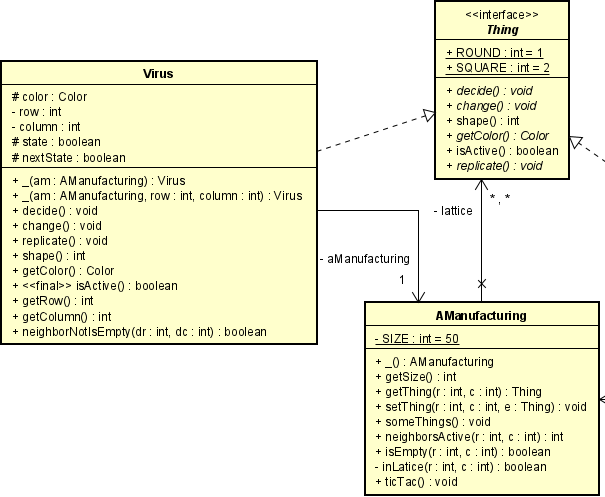 <<interface>>
Thing
+ ROUND : int = 1
+ SQUARE : int = 2
+ decide() : void
+ change() : void
+ shape() : int
+ getColor() : Color
+ isActive() : boolean
+ replicate() : void
Virus
# color : Color
- row : int
- column : int
# state : boolean
# nextState : boolean
+ _(am : AManufacturing) : Virus
+ _(am : AManufacturing, row : int, column : int) : Virus
+ decide() : void
+ change() : void
+ replicate() : void
+ shape() : int
+ getColor() : Color
+ <<final>> isActive() : boolean
+ getRow() : int
+ getColumn() : int
+ neighborNotIsEmpty(dr : int, dc : int) : boolean
- lattice
* , *
- aManufacturing
1
AManufacturing
- SIZE : int = 50
+ _() : AManufacturing
+ getSize() : int
+ getThing(r : int, c : int) : Thing
+ setThing(r : int, c : int, e : Thing) : void
+ someThings() : void
+ neighborsActive(r : int, c : int) : int
+ isEmpty(r : int, c : int) : boolean
- inLatice(r : int, c : int) : boolean
+ ticTac() : void